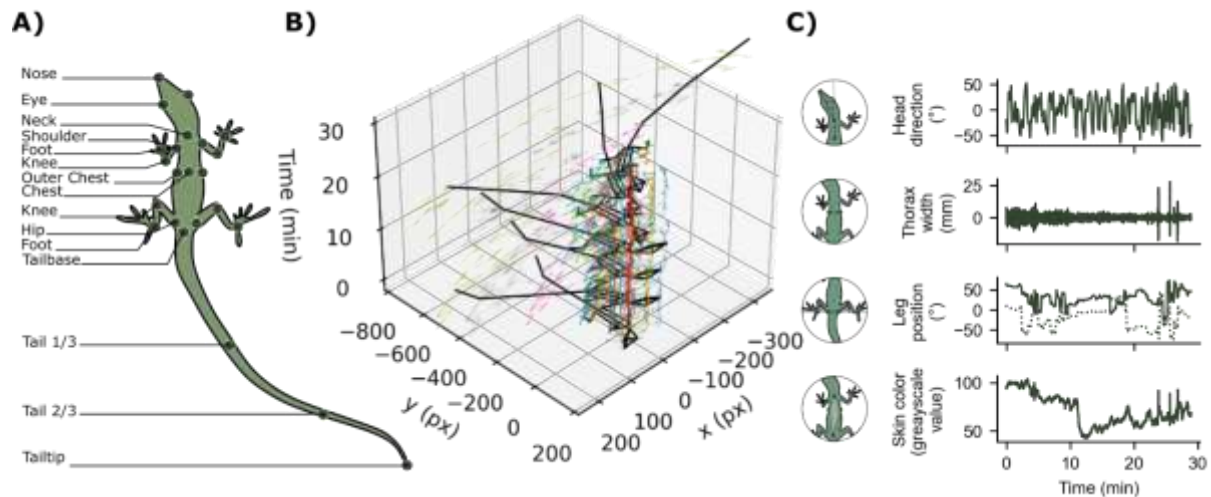 A)
Nose
Eye
Neck
Shoulder
Foot
Knee
Outer Chest
Chest
Knee
Hip
Foot
Tailbase
Tail 1/3
Tail 2/3
Tailtip
B)
Time (min)
30
20
10
0
−800
−600
−400
−200
0
200
y (px)
200
100
0
−100
−200
−300
x (px)
C)
Head
direction
(°)
50
0
−50
Thorax
width
(mm)
25
0
Leg
position
(°)
50
0
−50
Skin color
(greyscale
value)
100
50
0
10
20
30
Time (min)